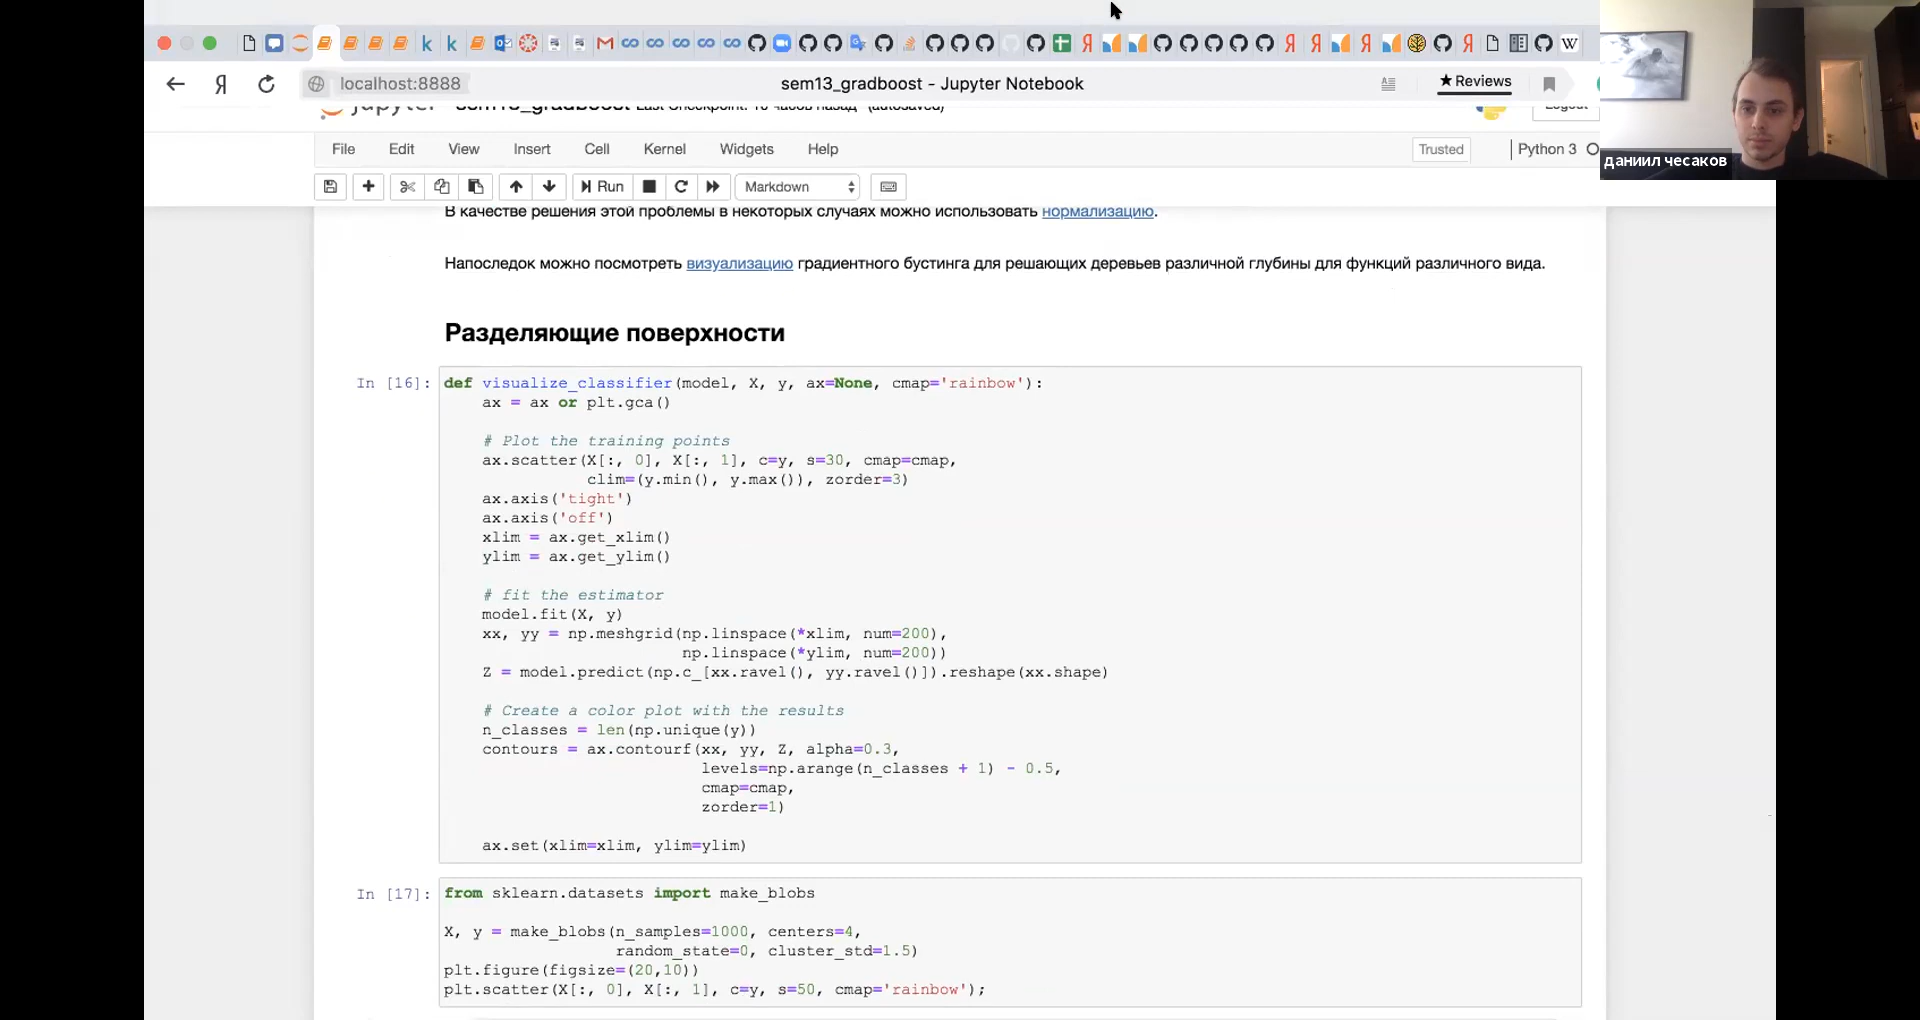 localhost:8888
sem13_gradboost - Jupyter Notebook
Reviews
jupyter sem13_gradboost Last Checkpoint: 16 часов назад (autosaved)
Logout
даниил чесаков
File Edit View Insert Cell Kernel Widgets Help
Trusted
Python 3
Run
Markdown
В качестве решения этой проблемы в некоторых случаях можно использовать нормализацию.
Напоследок можно посмотреть визуализацию градиентного бустинга для решающих деревьев различной глубины для функций различного вида.
Разделяющие поверхности
In [16]:
def visualize_classifier(model, X, y, ax=None, cmap='rainbow'):
    ax = ax or plt.gca()
    # Plot the training points
    ax.scatter(X[:, 0], X[:, 1], c=y, s=30, cmap=cmap,
               clim=(y.min(), y.max()), zorder=3)
    ax.axis('tight')
    ax.axis('off')
    xlim = ax.get_xlim()
    ylim = ax.get_ylim()
    # fit the estimator
    model.fit(X, y)
    xx, yy = np.meshgrid(np.linspace(*xlim, num=200),
                         np.linspace(*ylim, num=200))
    Z = model.predict(np.c_[xx.ravel(), yy.ravel()]).reshape(xx.shape)
    # Create a color plot with the results
    n_classes = len(np.unique(y))
    contours = ax.contourf(xx, yy, Z, alpha=0.3,
                           levels=np.arange(n_classes + 1) - 0.5,
                           cmap=cmap,
                           zorder=1)
    ax.set(xlim=xlim, ylim=ylim)
In [17]:
from sklearn.datasets import make_blobs
X, y = make_blobs(n_samples=1000, centers=4,
                  random_state=0, cluster_std=1.5)
plt.figure(figsize=(20,10))
plt.scatter(X[:, 0], X[:, 1], c=y, s=50, cmap='rainbow');